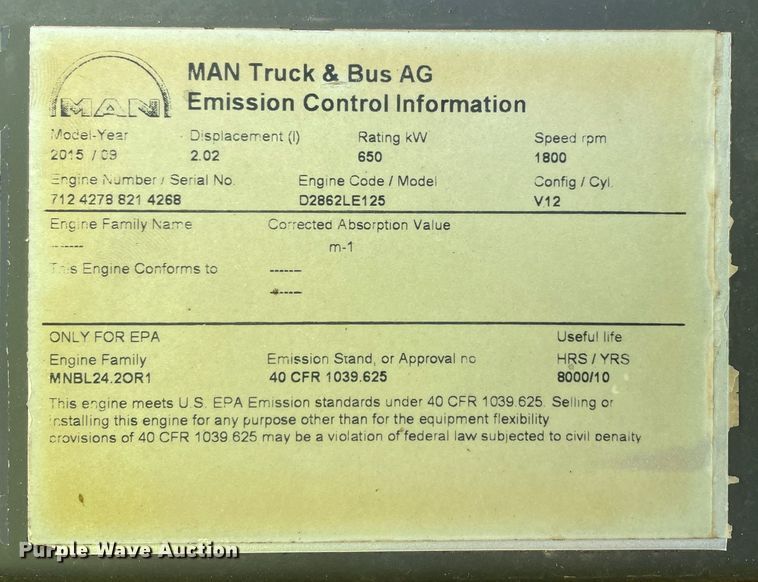 MAN
MAN Truck & Bus AG
Emission Control Information
Model-Year Displacement (l) Rating kW Speed rpm
2015 / 09 2.02 650 1800
Engine Number / Serial No. Engine Code / Model Config / Cyl.
712 4278 821 4268 D2862LE125 V12
Engine Family Name Corrected Absorption Value
------ m-1
This Engine Conforms to ------
------
ONLY FOR EPA Useful life
Engine Family Emission Stand, or Approval no HRS / YRS
MNBL24.2OR1 40 CFR 1039.625 8000/10
This engine meets U.S. EPA Emission standards under 40 CFR 1039.625. Selling or
installing this engine for any purpose other than for the equipment flexibility
provisions of 40 CFR 1039.625 may be a violation of federal law subjected to civil penalty
Purple Wave Auction